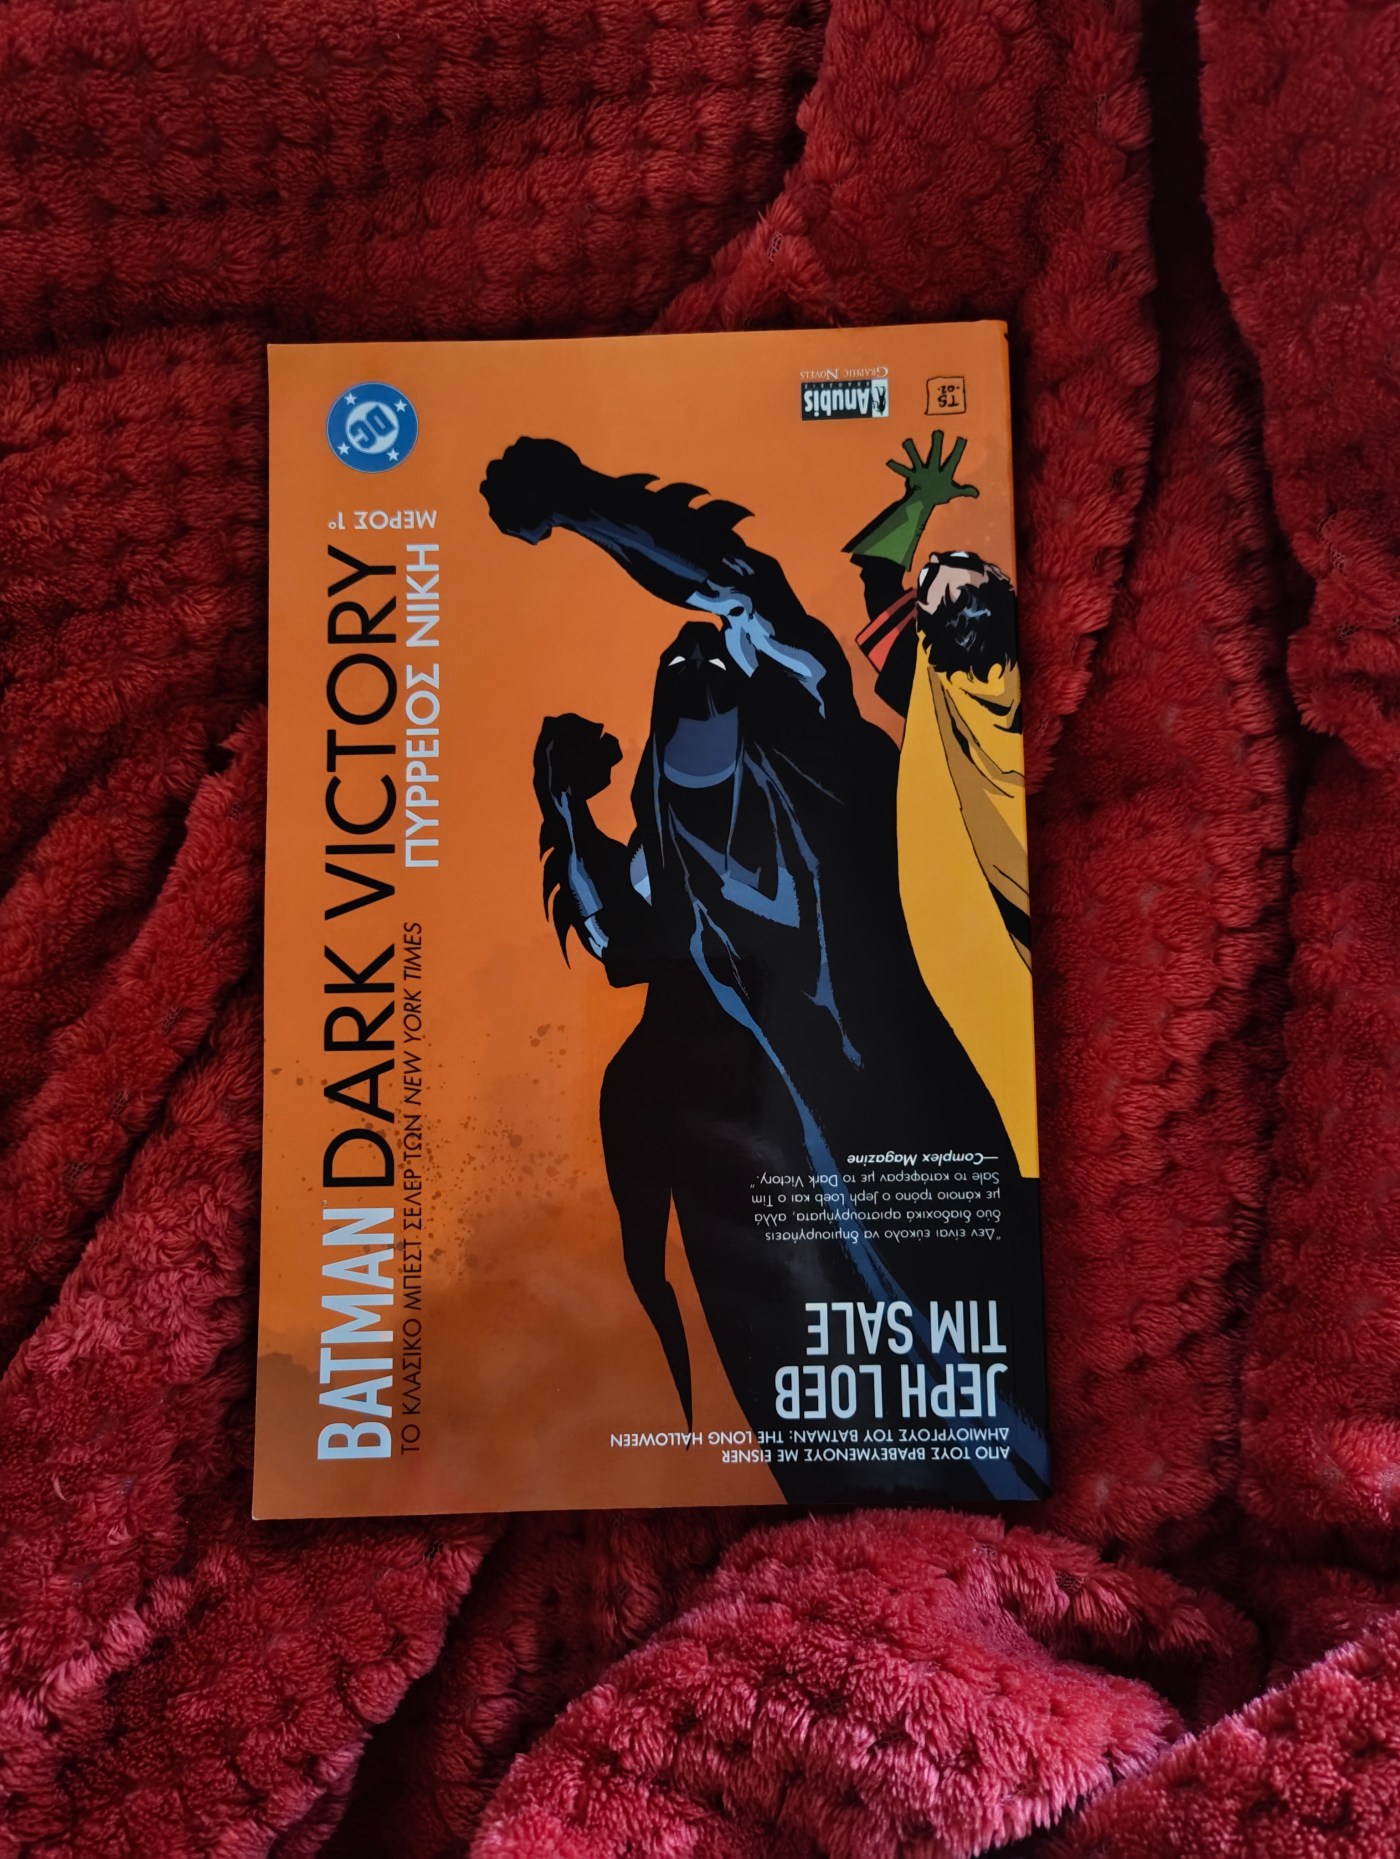 BATMAN DARK VICTORY
ΤΟ ΚΛΑΣΙΚΟ ΜΠΕΣΤ ΣΕΛΕΡ ΤΩΝ NEW YORK TIMES
ΠΥΡΡΕΙΟΣ ΝΙΚΗ
ΜΕΡΟΣ 1°
DC
ΑΠΟ ΤΟΥΣ ΒΡΑΒΕΥΜΕΝΟΥΣ ΜΕ EISNER
ΔΗΜΙΟΥΡΓΟΥΣ ΤΟΥ BATMAN: THE LONG HALLOWEEN
JEPH LOEB
TIM SALE
"Δεν είναι εύκολο να δημιουργήσεις
δύο διαδοχικά αριστουργήματα, αλλά
με κάποιο τρόπο ο Jeph Loeb και ο Tim
Sale το κατάφεραν με το Dark Victory."
—Complex Magazine
TS
.02.
Anubis
GRAPHIC NOVELS